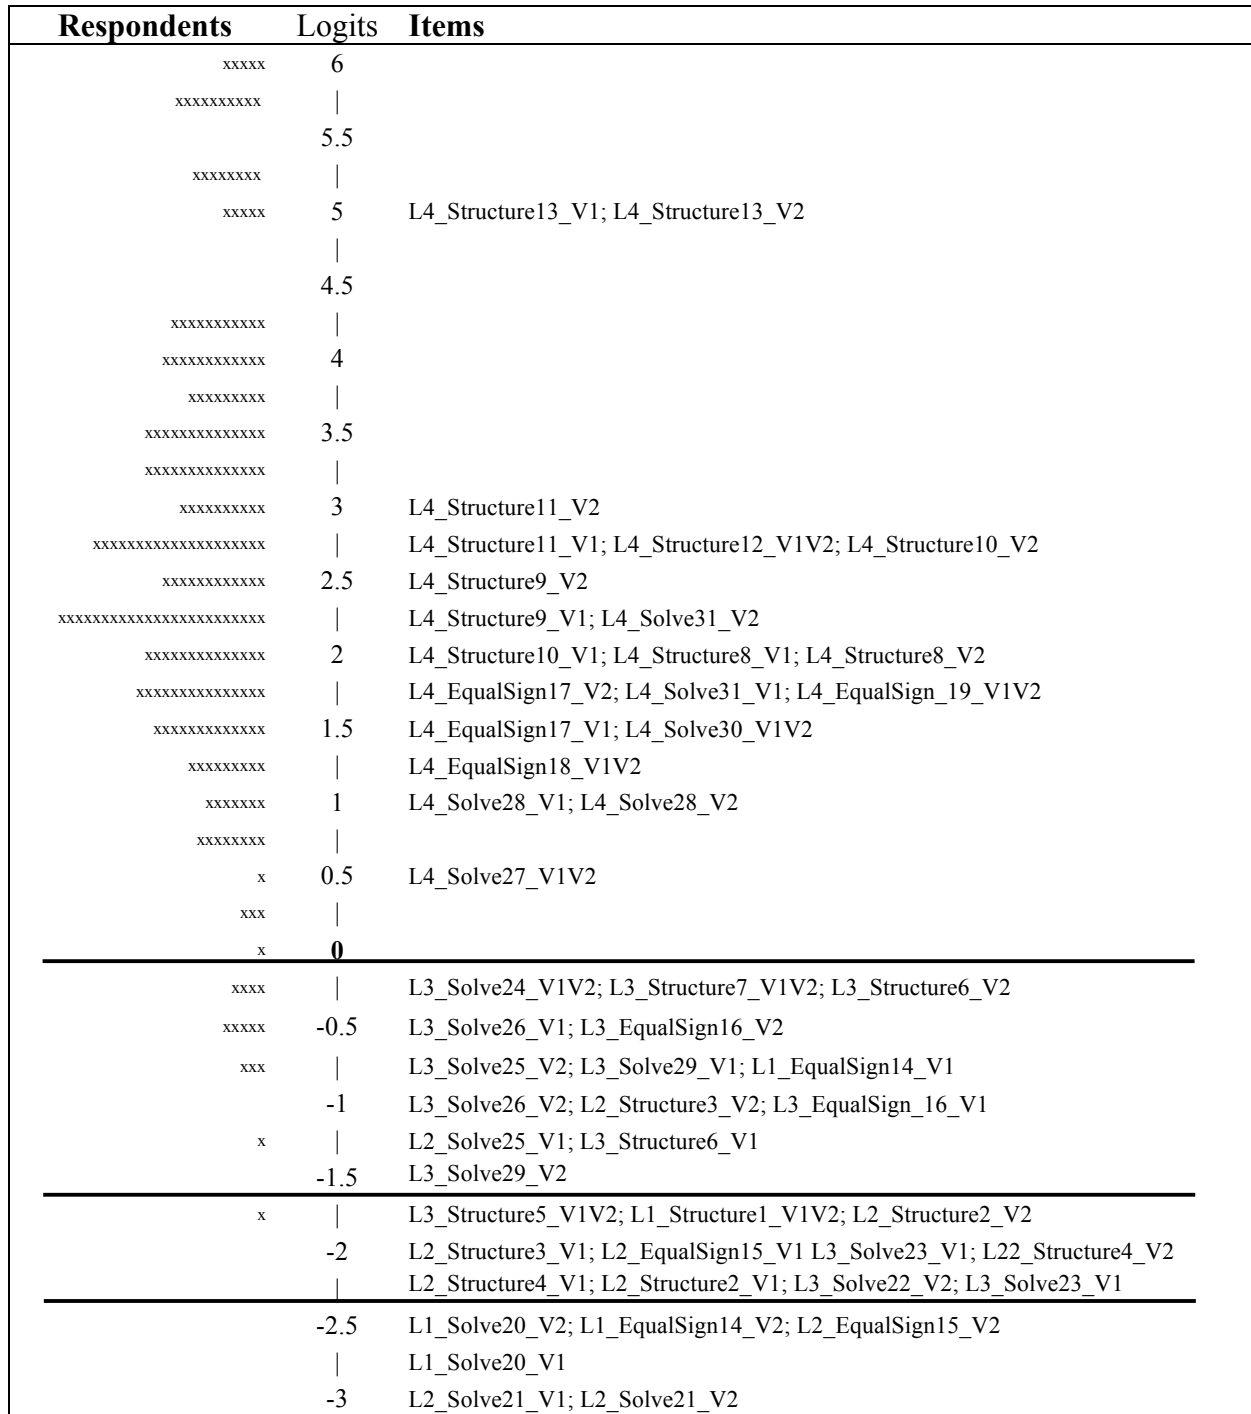 Respondents Logits Items
xxxxx 6
xxxxxxxxxx |
5.5
xxxxxxxx |
xxxxx 5 L4_Structure13_V1; L4_Structure13_V2
|
4.5
xxxxxxxxxxx |
xxxxxxxxxxxx 4
xxxxxxxxx |
xxxxxxxxxxxxxx 3.5
xxxxxxxxxxxxxx |
xxxxxxxxxx 3 L4_Structure11_V2
xxxxxxxxxxxxxxxxxxxx | L4_Structure11_V1; L4_Structure12_V1V2; L4_Structure10_V2
xxxxxxxxxxxx 2.5 L4_Structure9_V2
xxxxxxxxxxxxxxxxxxxxxxxx | L4_Structure9_V1; L4_Solve31_V2
xxxxxxxxxxxxxx 2 L4_Structure10_V1; L4_Structure8_V1; L4_Structure8_V2
xxxxxxxxxxxxxxx | L4_EqualSign17_V2; L4_Solve31_V1; L4_EqualSign_19_V1V2
xxxxxxxxxxxxx 1.5 L4_EqualSign17_V1; L4_Solve30_V1V2
xxxxxxxxx | L4_EqualSign18_V1V2
xxxxxxx 1 L4_Solve28_V1; L4_Solve28_V2
xxxxxxxx |
x 0.5 L4_Solve27_V1V2
xxx |
x 0
xxxx | L3_Solve24_V1V2; L3_Structure7_V1V2; L3_Structure6_V2
xxxxx -0.5 L3_Solve26_V1; L3_EqualSign16_V2
xxx | L3_Solve25_V2; L3_Solve29_V1; L1_EqualSign14_V1
-1 L3_Solve26_V2; L2_Structure3_V2; L3_EqualSign_16_V1
x | L2_Solve25_V1; L3_Structure6_V1
-1.5 L3_Solve29_V2
x | L3_Structure5_V1V2; L1_Structure1_V1V2; L2_Structure2_V2
-2 L2_Structure3_V1; L2_EqualSign15_V1 L3_Solve23_V1; L22_Structure4_V2
| L2_Structure4_V1; L2_Structure2_V1; L3_Solve22_V2; L3_Solve23_V1
-2.5 L1_Solve20_V2; L1_EqualSign14_V2; L2_EqualSign15_V2
| L1_Solve20_V1
-3 L2_Solve21_V1; L2_Solve21_V2